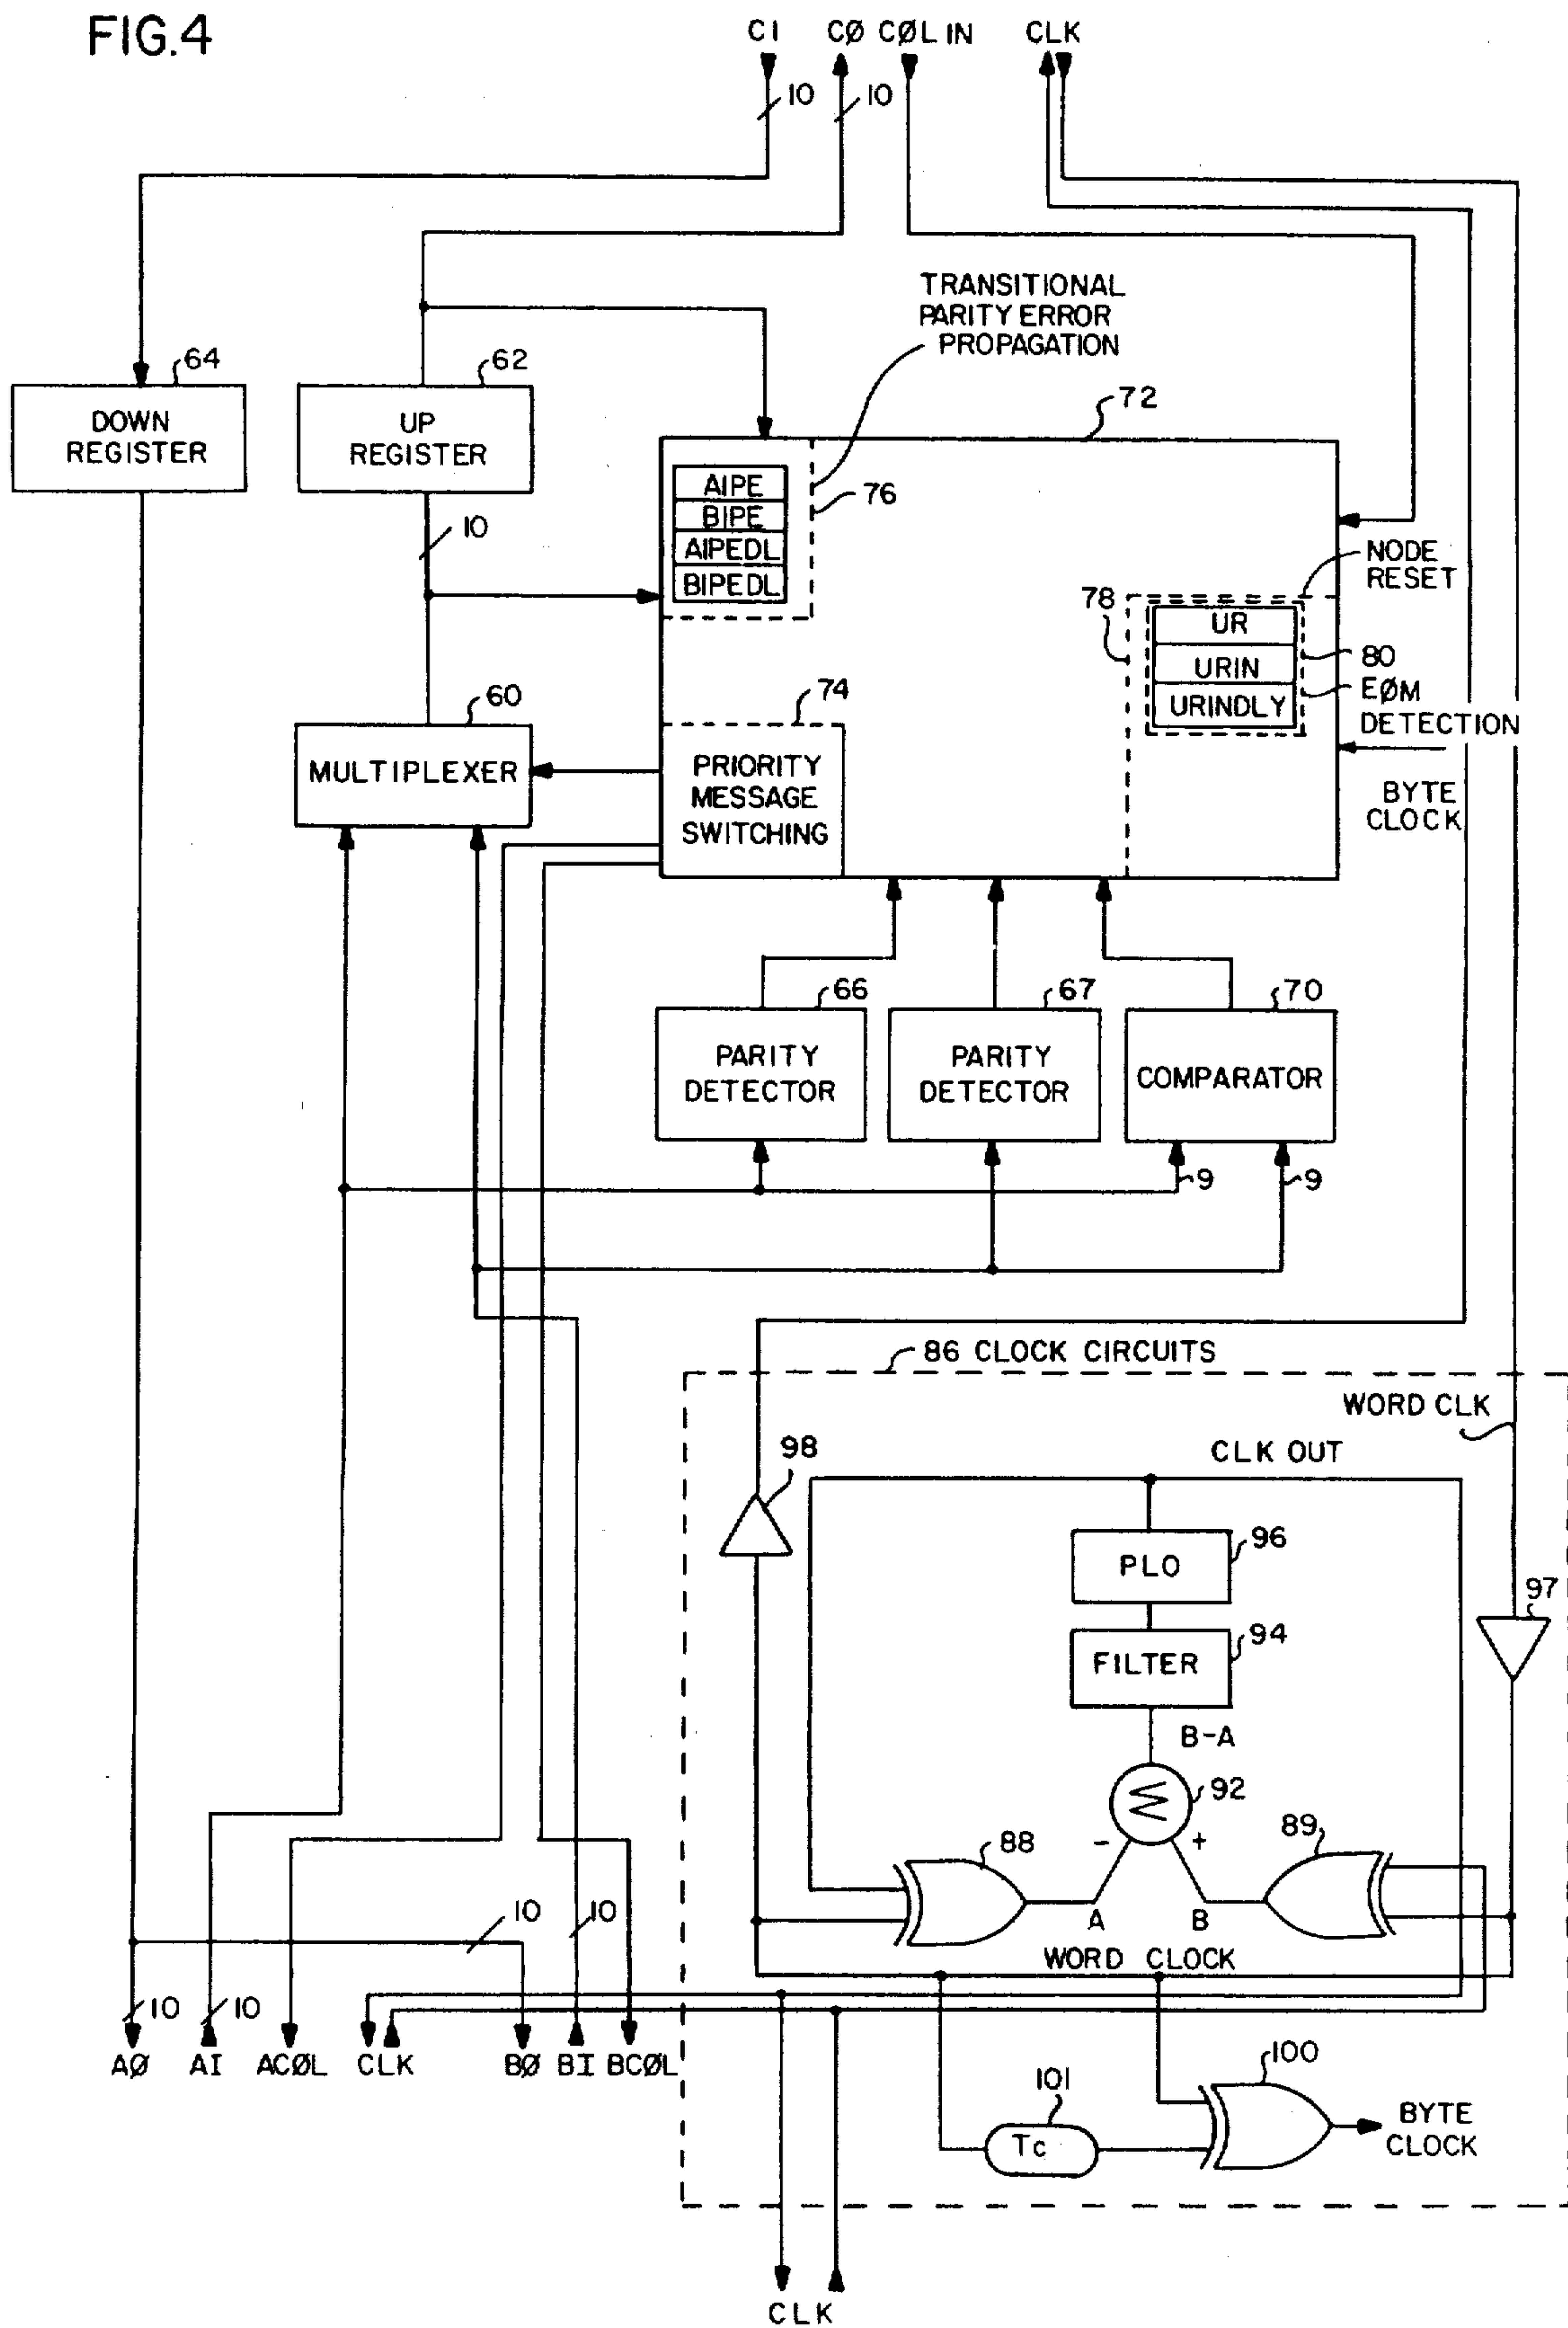 FIG.4
CI
CØ
CØL IN
CLK
10
10
TRANSITIONAL
PARITY ERROR
PROPAGATION
64
62
72
DOWN
REGISTER
UP
REGISTER
AIPE
BIPE
AIPEDL
BIPEDL
76
10
NODE
RESET
78
UR
URIN
URINDLY
80
EØM
DETECTION
74
60
MULTIPLEXER
PRIORITY
MESSAGE
SWITCHING
BYTE
CLOCK
66
67
70
PARITY
DETECTOR
PARITY
DETECTOR
COMPARATOR
9
9
86 CLOCK CIRCUITS
WORD CLK
98
CLK OUT
96
PLO
97
94
FILTER
B-A
92
-
+
88
89
A
B
10
10
WORD CLOCK
10
10
AØ
AI
ACØL
CLK
BØ
BI
BCØL
101
100
Tc
BYTE
CLOCK
CLK